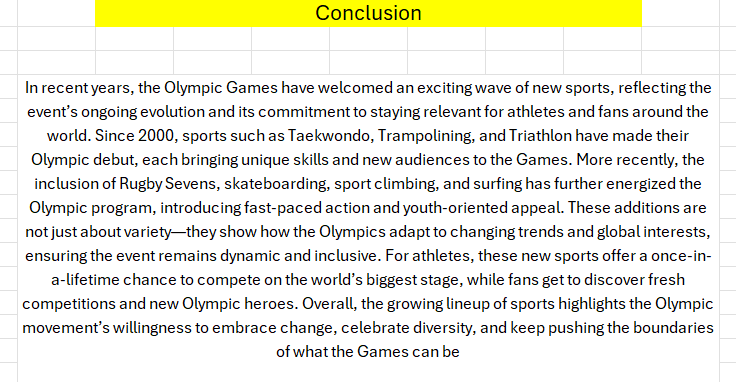 Conclusion
In recent years, the Olympic Games have welcomed an exciting wave of new sports, reflecting the
event's ongoing evolution and its commitment to staying relevant for athletes and fans around the
world. Since 2000, sports such as Taekwondo, Trampolining, and Triathlon have made their
Olympic debut, each bringing unique skills and new audiences to the Games. More recently, the
inclusion of Rugby Sevens, skateboarding, sport climbing, and surfing has further energized the
Olympic program, introducing fast-paced action and youth-oriented appeal. These additions are
not just about variety—they show how the Olympics adapt to changing trends and global interests,
ensuring the event remains dynamic and inclusive. For athletes, these new sports offer a once-in-
a-lifetime chance to compete on the world's biggest stage, while fans get to discover fresh
competitions and new Olympic heroes. Overall, the growing lineup of sports highlights the Olympic
movement's willingness to embrace change, celebrate diversity, and keep pushing the boundaries
of what the Games can be